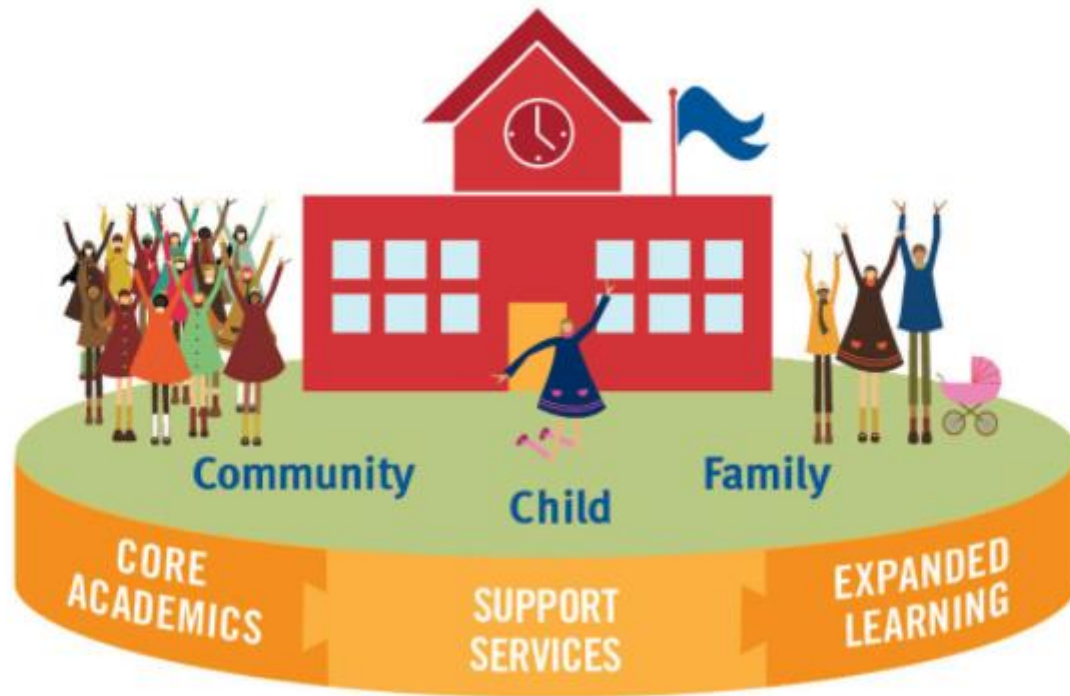 Community
Child
Family
CORE
ACADEMICS
SUPPORT
SERVICES
EXPANDED
LEARNING